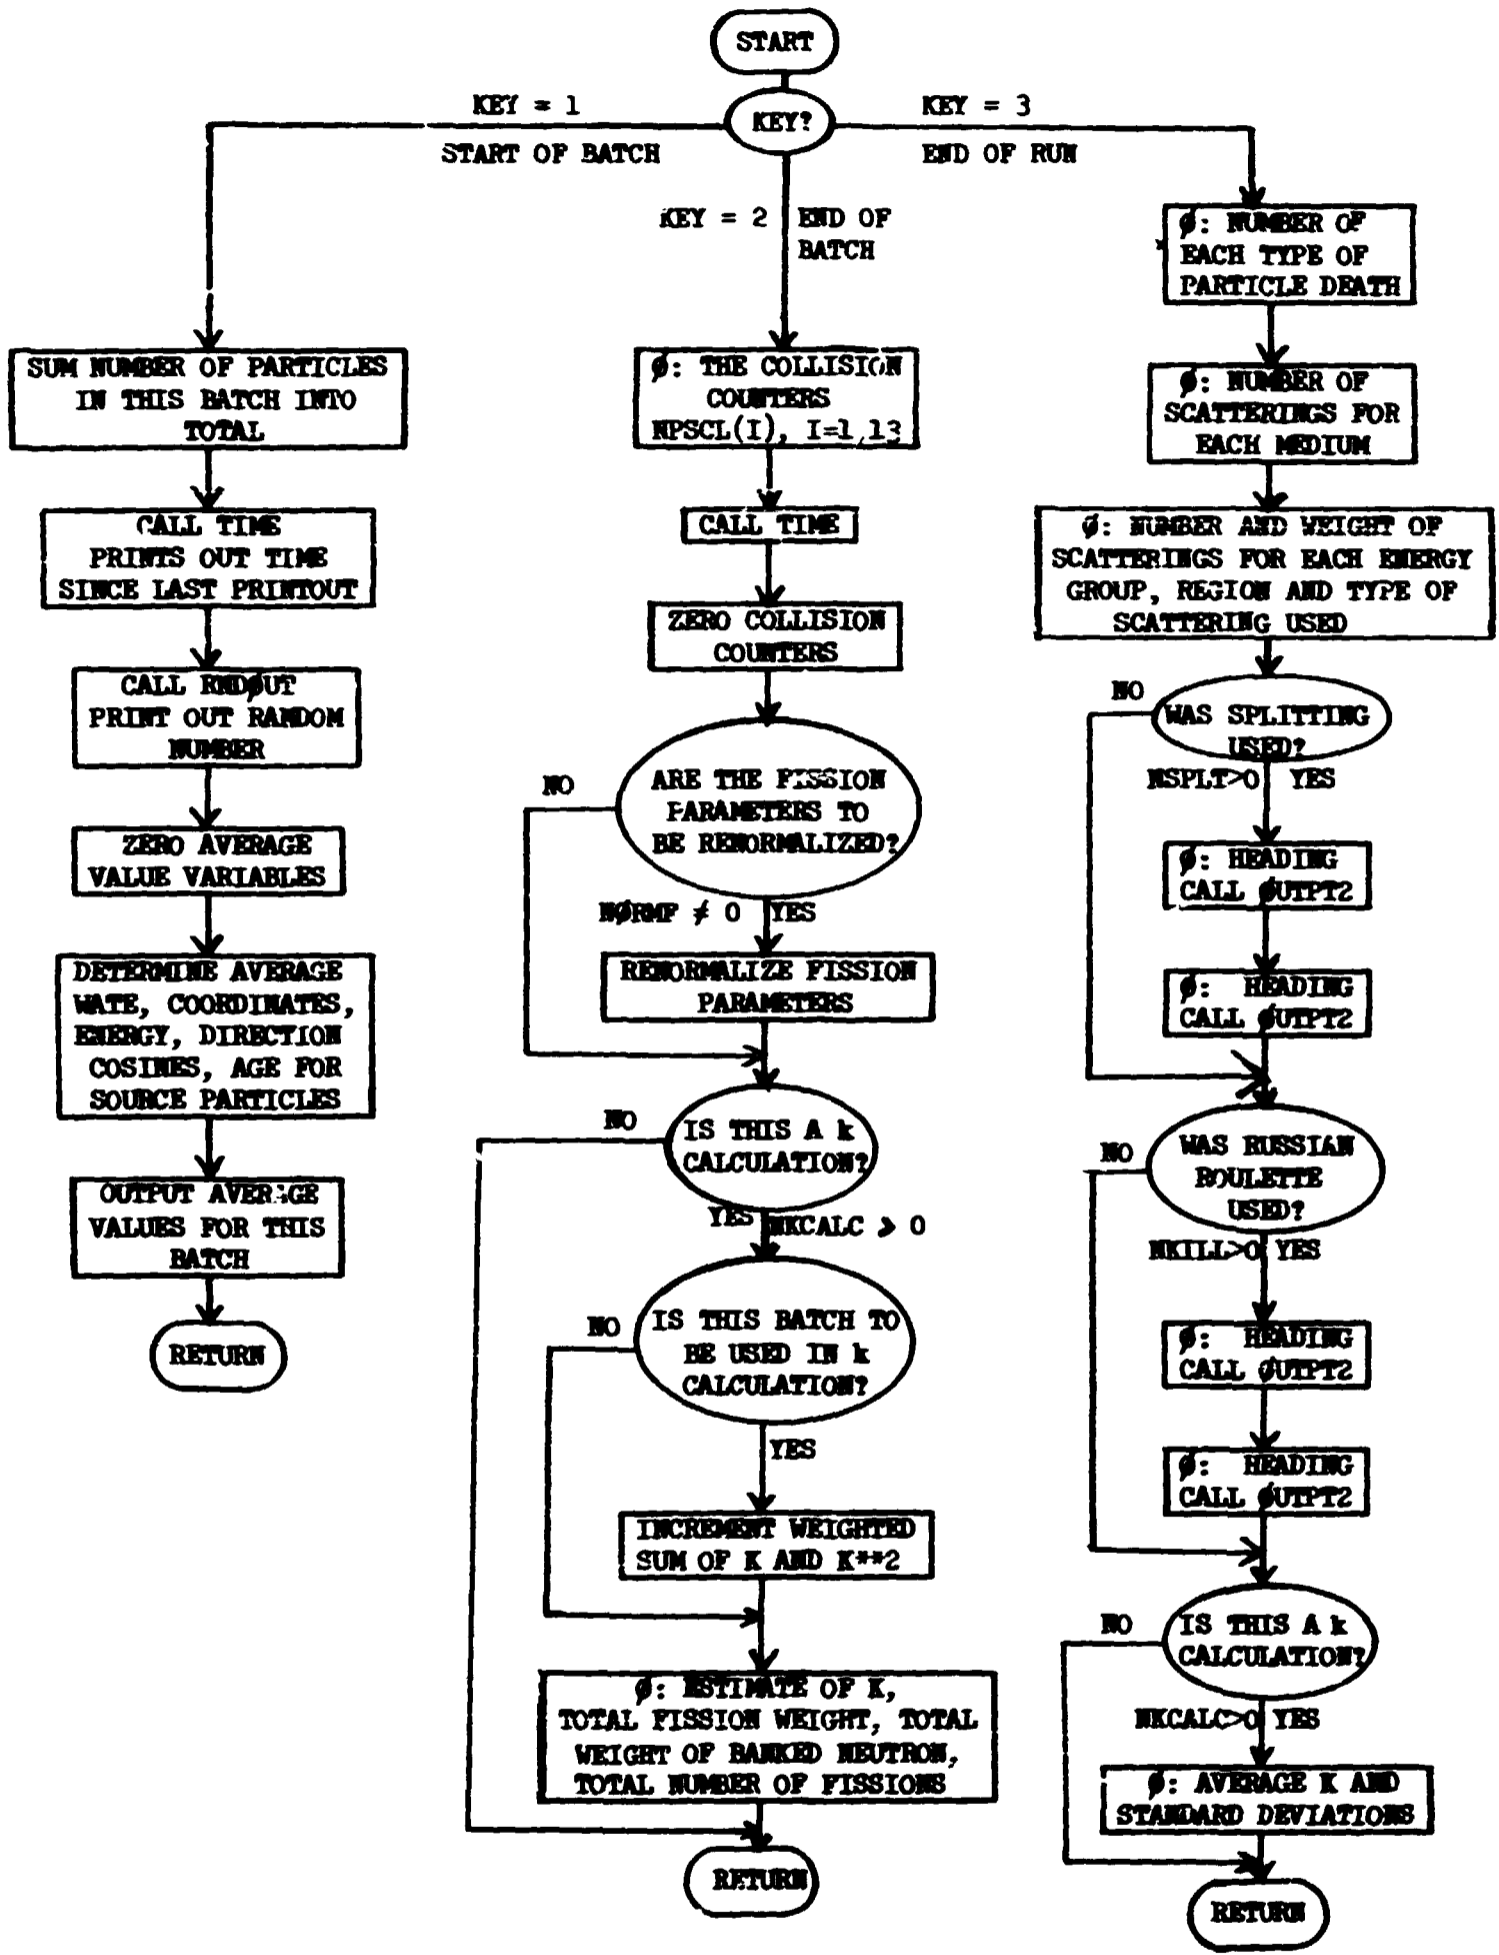 START
KEY?
KEY = 1
START OF BATCH
SUM NUMBER OF PARTICLES
IN THIS BATCH INTO
TOTAL
CALL TIME
PRINTS OUT TIME
SINCE LAST PRINTOUT
CALL RNDØUT
PRINT OUT RANDOM
NUMBER
ZERO AVERAGE
VALUE VARIABLES
DETERMINE AVERAGE
WATE, COORDINATES,
ENERGY, DIRECTION
COSINES, AGE FOR
SOURCE PARTICLES
OUTPUT AVERAGE
VALUES FOR THIS
BATCH
RETURN
KEY = 2 END OF
BATCH
Ø: THE COLLISION
COUNTERS
NPSCL(I), I=1,13
CALL TIME
ZERO COLLISION
COUNTERS
ARE THE FISSION
PARAMETERS TO
BE RENORMALIZED?
NO
NØRMF ≠ 0 YES
RENORMALIZE FISSION
PARAMETERS
IS THIS A k
CALCULATION?
NO
YES NKCALC > 0
IS THIS BATCH TO
BE USED IN k
CALCULATION?
NO
YES
INCREMENT WEIGHTED
SUM OF K AND K**2
Ø: ESTIMATE OF K,
TOTAL FISSION WEIGHT, TOTAL
WEIGHT OF BANKED NEUTRON,
TOTAL NUMBER OF FISSIONS
RETURN
KEY = 3
END OF RUN
Ø: NUMBER OF
EACH TYPE OF
PARTICLE DEATH
Ø: NUMBER OF
SCATTERINGS FOR
EACH MEDIUM
Ø: NUMBER AND WEIGHT OF
SCATTERINGS FOR EACH ENERGY
GROUP, REGION AND TYPE OF
SCATTERING USED
NO
WAS SPLITTING
USED?
NSPLT>0 YES
Ø: HEADING
CALL ØUTPT2
Ø: HEADING
CALL ØUTPT2
NO
WAS RUSSIAN
ROULETTE
USED?
NKILL>0 YES
Ø: HEADING
CALL ØUTPT2
Ø: HEADING
CALL ØUTPT2
NO
IS THIS A k
CALCULATION?
NKCALC>0 YES
Ø: AVERAGE K AND
STANDARD DEVIATIONS
RETURN